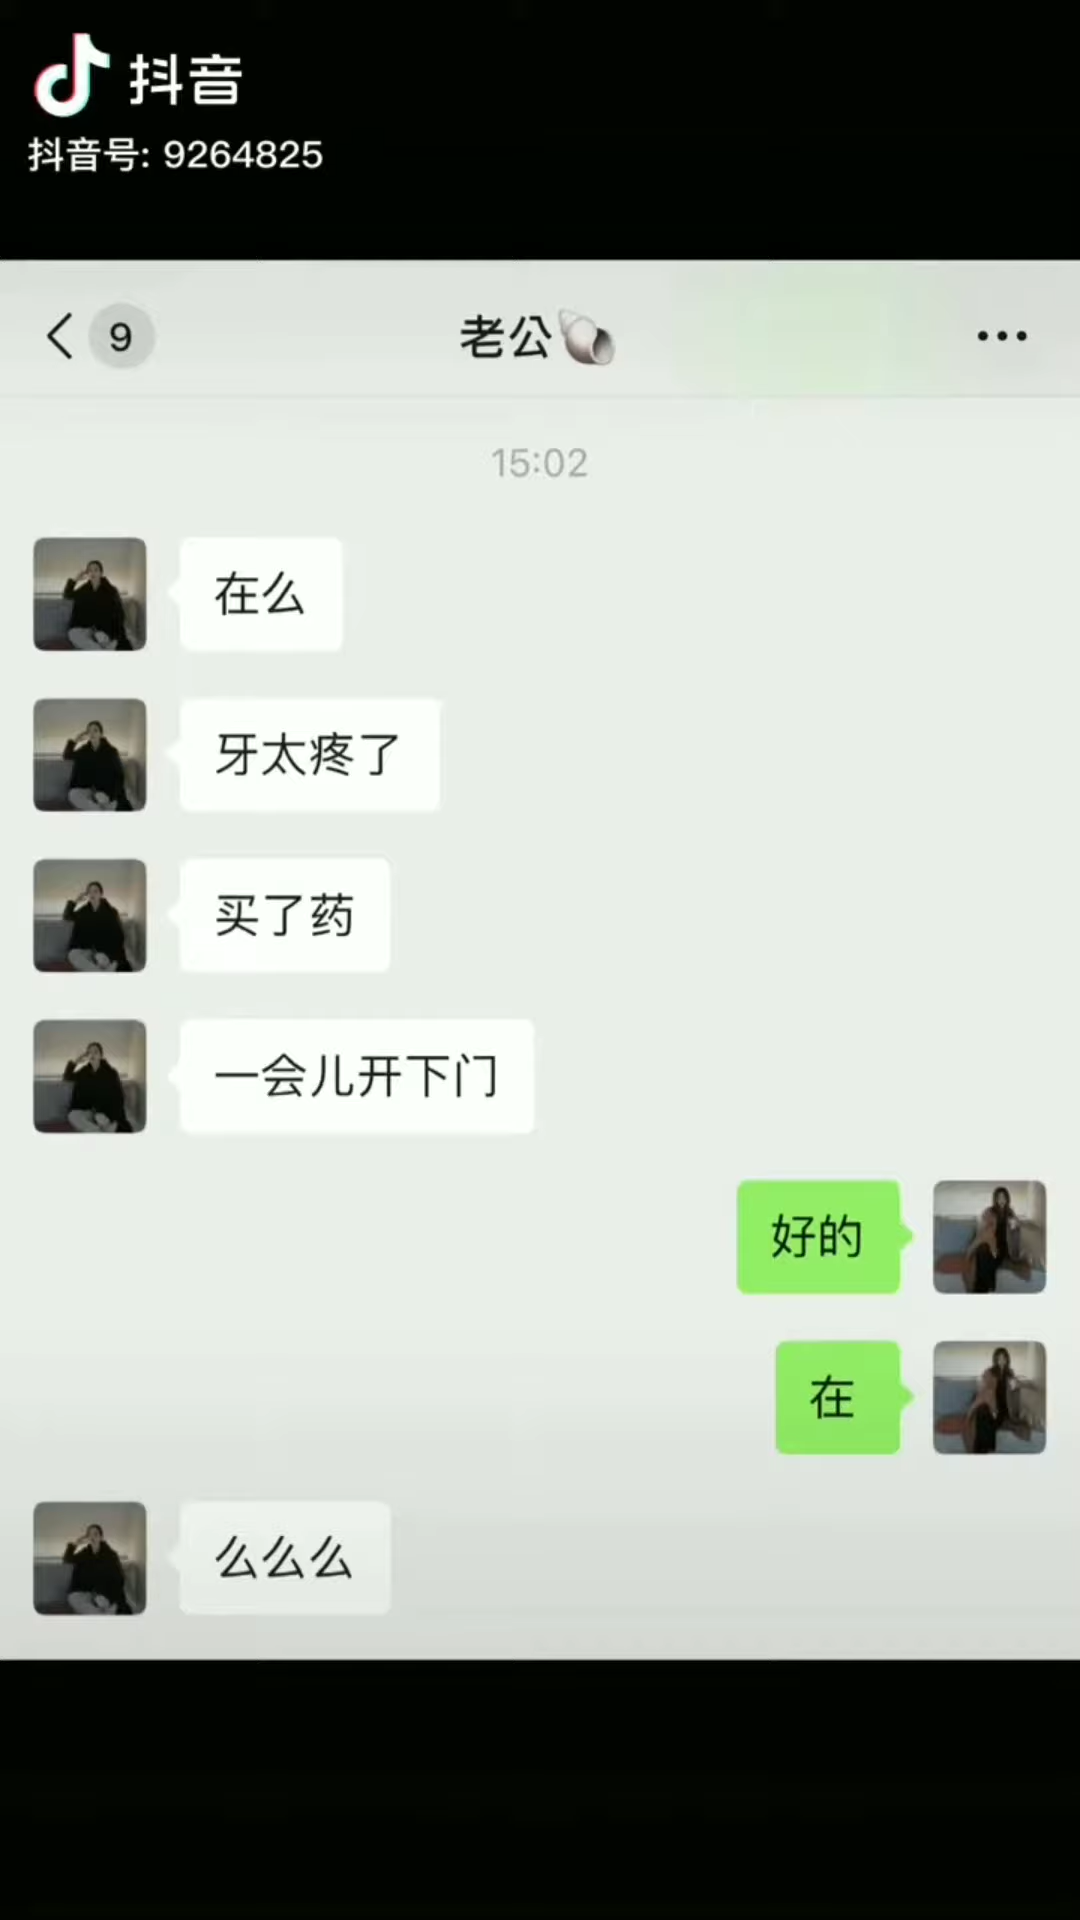 抖音
抖音号: 9264825
9
老公🐚
15:02
在么
牙太疼了
买了药
一会儿开下门
好的
在
么么么